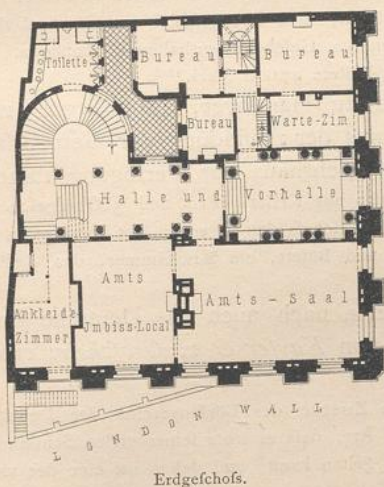 Toilette
Bureau
Bureau
Bureau
Warte-Zim
Halle und Vorhalle
Amts
Jmbiss-Local
Amts-Saal
Ankleide
Zimmer
LONDON WALL
Erdgeſchoſs.